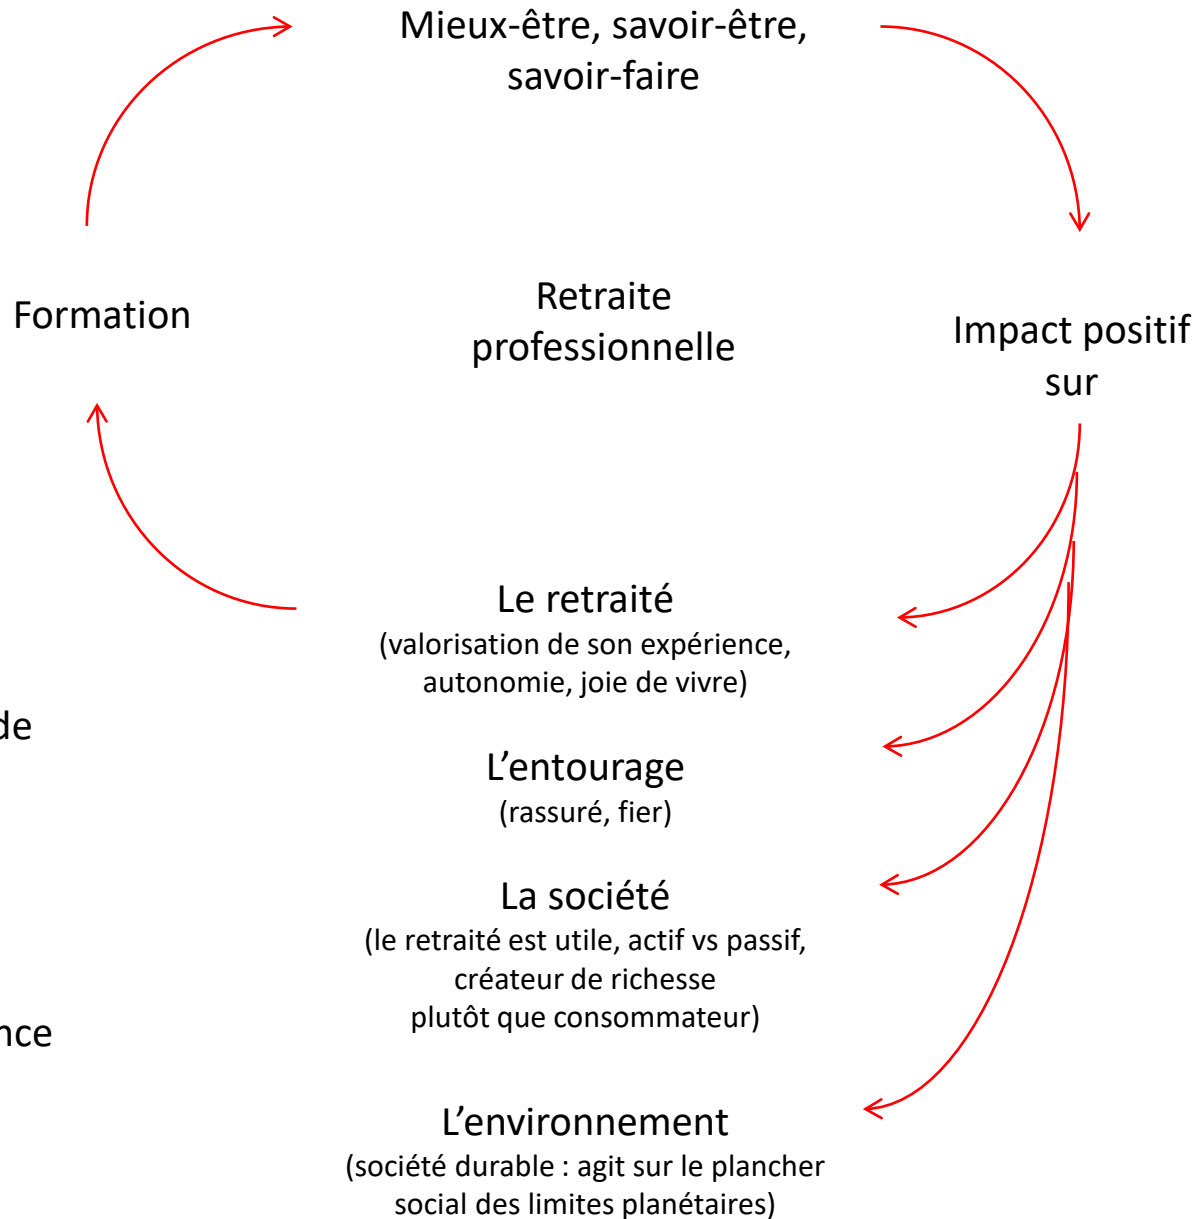 Mieux-être, savoir-être,
savoir-faire
Formation
Retraite
professionnelle
Impact positif
sur
Le retraité
(valorisation de son expérience,
autonomie, joie de vivre)
de
L’entourage
(rassuré, fier)
La société
(le retraité est utile, actif vs passif,
créateur de richesse
plutôt que consommateur)
nce
L’environnement
(société durable : agit sur le plancher
social des limites planétaires)